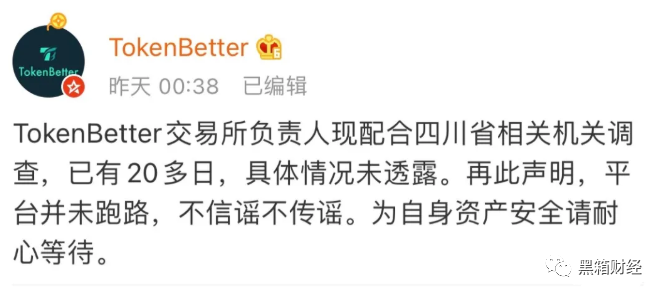 TokenBetter
TokenBetter
昨天 00:38 已编辑
TokenBetter交易所负责人现配合四川省相关机关调
查，已有20多日，具体情况未透露。再此声明，平
台并未跑路，不信谣不传谣。为自身资产安全请耐
心等待。
黑箱财经